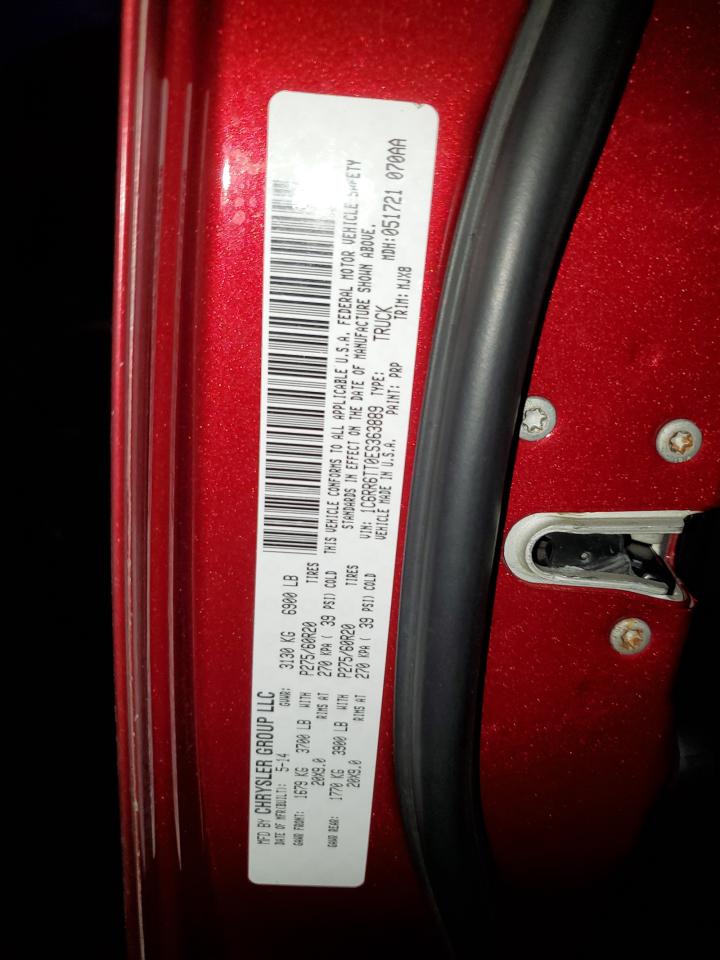 MFD BY CHRYSLER GROUP LLC
DATE OF MFR(BUILT): 5-14 GVWR: 3130 KG 6900 LB
GAWR FRONT: 1679 KG 3700 LB WITH P275/60R20 TIRES
20X9.0 RIMS AT 270 KPA ( 39 PSI) COLD
GAWR REAR: 1770 KG 3900 LB WITH P275/60R20 TIRES
20X9.0 RIMS AT 270 KPA ( 39 PSI) COLD
THIS VEHICLE CONFORMS TO ALL APPLICABLE U.S.A. FEDERAL MOTOR VEHICLE SAFETY
STANDARDS IN EFFECT ON THE DATE OF MANUFACTURE SHOWN ABOVE.
VIN: 1C6RR6TT0ES363889 TYPE: TRUCK MDH:051721 070AA
VEHICLE MADE IN U.S.A. PAINT: PRP TRIM: MJX8